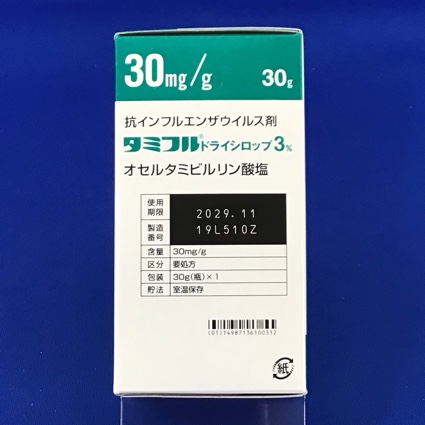 30mg/g 30g
抗インフルエンザウイルス剤
タミフル®ドライシロップ3%
オセルタミビルリン酸塩
使用期限 2029.11
製造番号 19L510Z
含量 30mg/g
区分 要処方
包装 30g(瓶)×1
貯法 室温保存
(01)14987136100312
紙